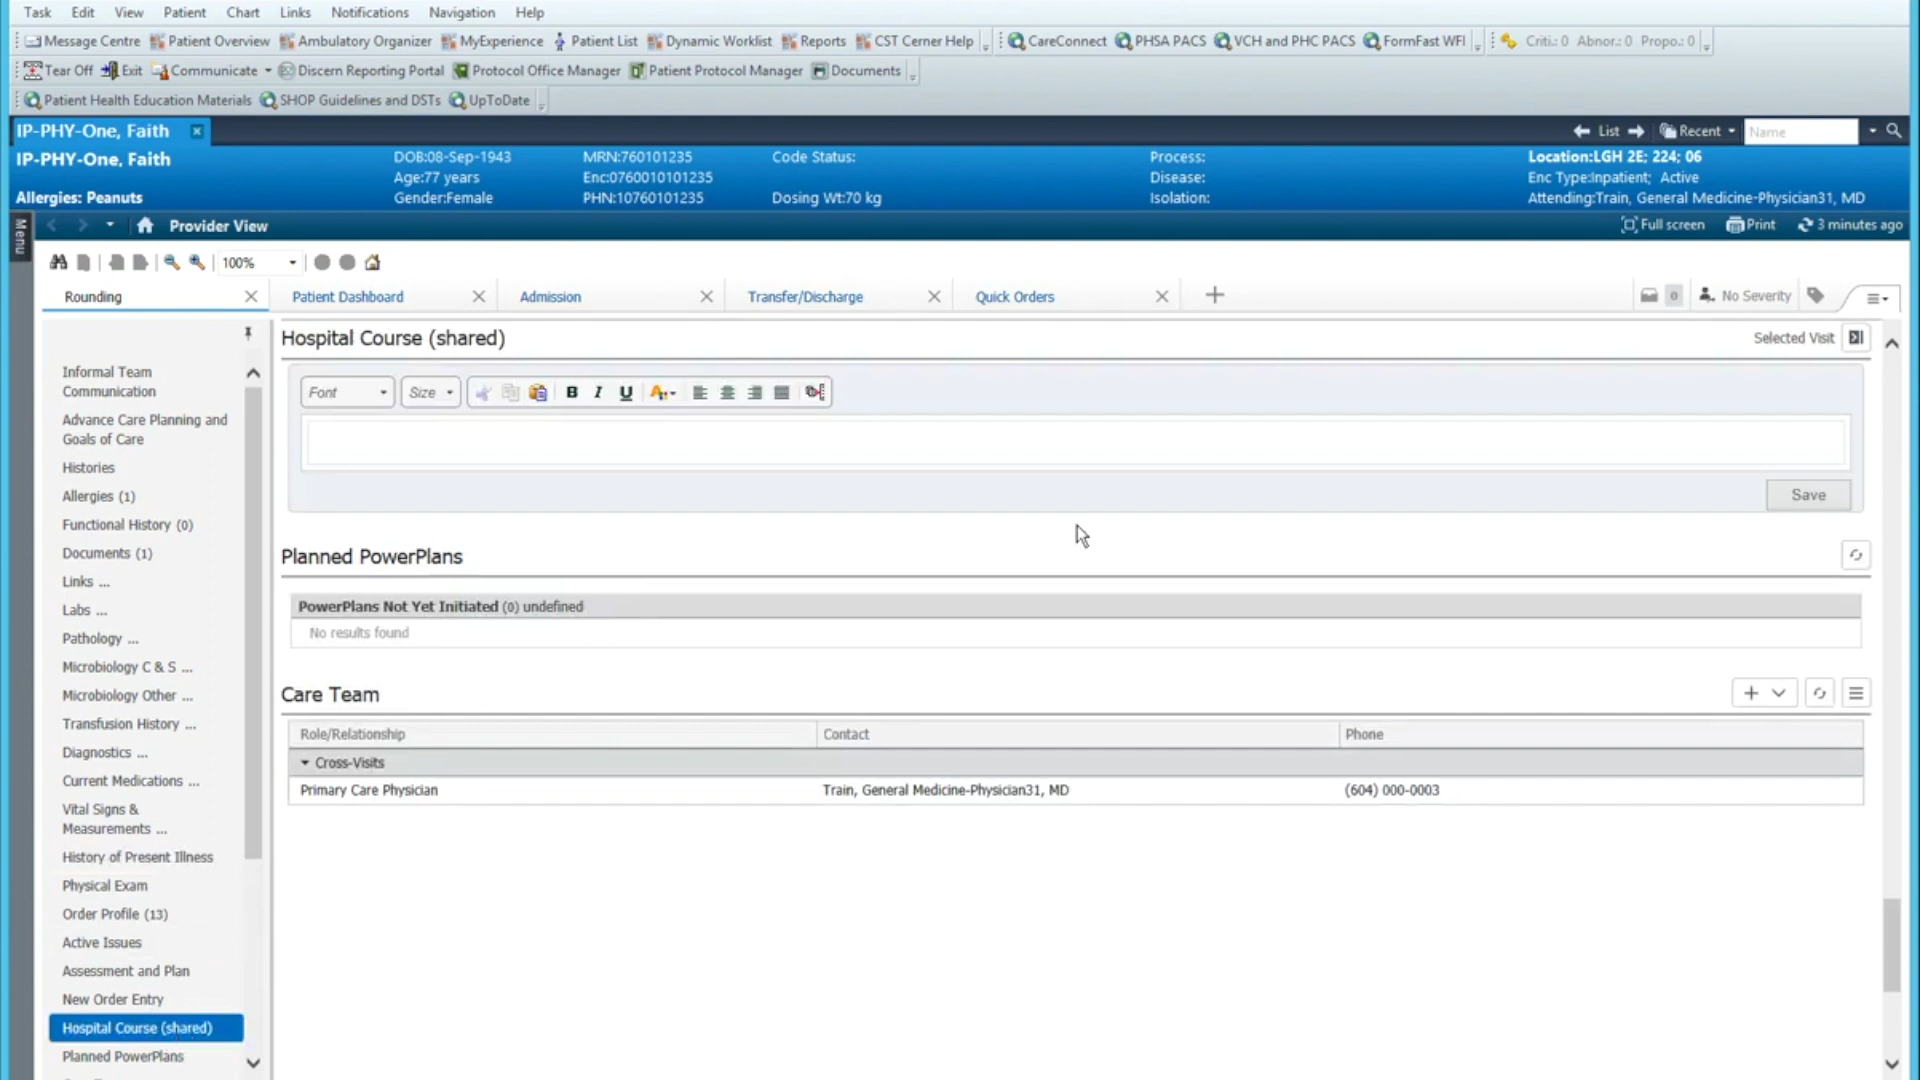 Task Edit View Patient Chart Links Notifications Navigation Help
Message Centre Patient Overview Ambulatory Organizer MyExperience Patient List Dynamic Worklist Reports CST Cerner Help CareConnect PHSA PACS VCH and PHC PACS FormFast WFI Criti.: 0 Abnor.: 0 Propo.: 0
Tear Off Exit Communicate Discern Reporting Portal Protocol Office Manager Patient Protocol Manager Documents
Patient Health Education Materials SHOP Guidelines and DSTs UpToDate
IP-PHY-One, Faith List Recent Name
IP-PHY-One, Faith DOB:08-Sep-1943 MRN:760101235 Code Status: Process: Location:LGH 2E; 224; 06
Age:77 years Enc:0760010101235 Disease: Enc Type:Inpatient; Active
Allergies: Peanuts Gender:Female PHN:10760101235 Dosing Wt:70 kg Isolation: Attending:Train, General Medicine-Physician31, MD
Menu
Provider View Full screen Print 3 minutes ago
100%
Rounding Patient Dashboard Admission Transfer/Discharge Quick Orders 0 No Severity
Informal Team
Communication
Advance Care Planning and
Goals of Care
Histories
Allergies (1)
Functional History (0)
Documents (1)
Links ...
Labs ...
Pathology ...
Microbiology C & S ...
Microbiology Other ...
Transfusion History ...
Diagnostics ...
Current Medications ...
Vital Signs &
Measurements ...
History of Present Illness
Physical Exam
Order Profile (13)
Active Issues
Assessment and Plan
New Order Entry
Hospital Course (shared)
Planned PowerPlans
Hospital Course (shared) Selected Visit
Font Size B I U A
Save
Planned PowerPlans
PowerPlans Not Yet Initiated (0) undefined
No results found
Care Team
Role/Relationship Contact Phone
Cross-Visits
Primary Care Physician Train, General Medicine-Physician31, MD (604) 000-0003